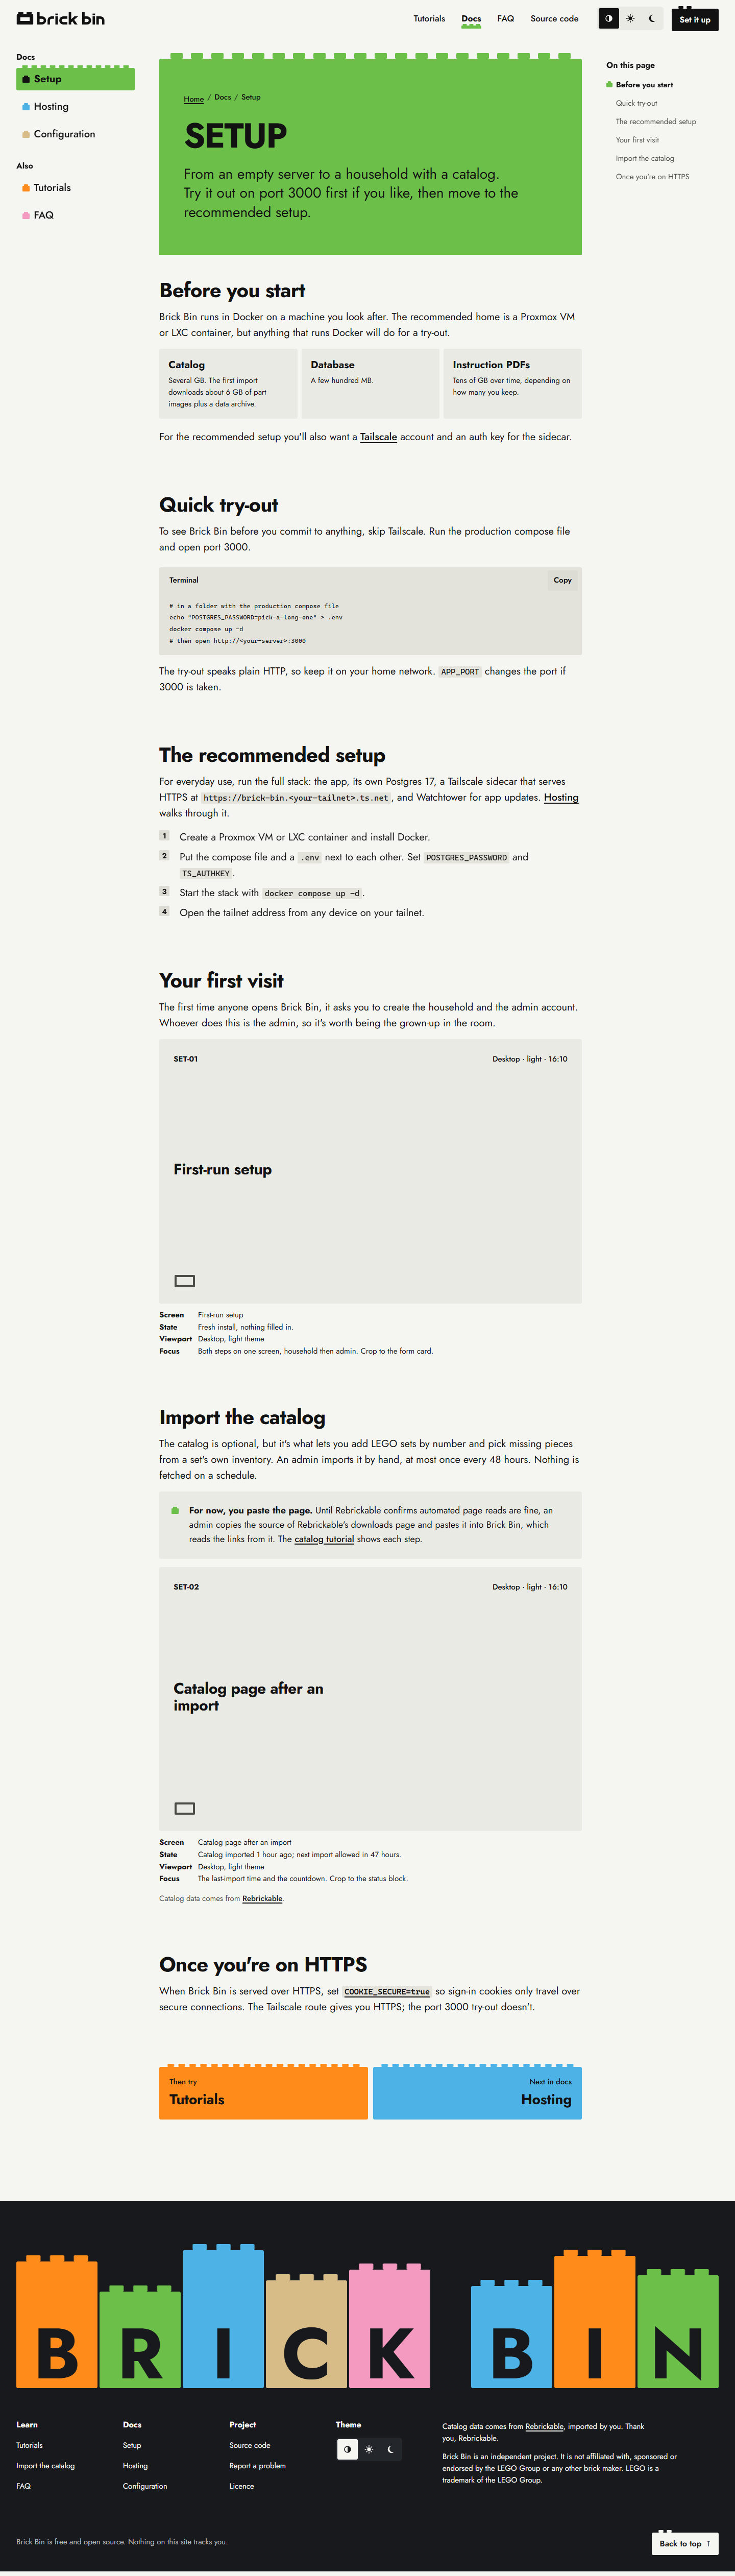 brick bin
Tutorials
Docs
FAQ
Source code
Set it up
Docs
Setup
Hosting
Configuration
Also
Tutorials
FAQ
Home / Docs / Setup
SETUP
From an empty server to a household with a catalog.
Try it out on port 3000 first if you like, then move to the
recommended setup.
On this page
Before you start
Quick try-out
The recommended setup
Your first visit
Import the catalog
Once you're on HTTPS
Before you start
Brick Bin runs in Docker on a machine you look after. The recommended home is a Proxmox VM
or LXC container, but anything that runs Docker will do for a try-out.
Catalog
Several GB. The first import
downloads about 6 GB of part
images plus a data archive.
Database
A few hundred MB.
Instruction PDFs
Tens of GB over time, depending on
how many you keep.
For the recommended setup you'll also want a Tailscale account and an auth key for the sidecar.
Quick try-out
To see Brick Bin before you commit to anything, skip Tailscale. Run the production compose file
and open port 3000.
Terminal
Copy
# in a folder with the production compose file
echo "POSTGRES_PASSWORD=pick-a-long-one" > .env
docker compose up -d
# then open http://<your-server>:3000
The try-out speaks plain HTTP, so keep it on your home network. APP_PORT changes the port if
3000 is taken.
The recommended setup
For everyday use, run the full stack: the app, its own Postgres 17, a Tailscale sidecar that serves
HTTPS at https://brick-bin.<your-tailnet>.ts.net, and Watchtower for app updates. Hosting
walks through it.
1 Create a Proxmox VM or LXC container and install Docker.
2 Put the compose file and a .env next to each other. Set POSTGRES_PASSWORD and
TS_AUTHKEY.
3 Start the stack with docker compose up -d.
4 Open the tailnet address from any device on your tailnet.
Your first visit
The first time anyone opens Brick Bin, it asks you to create the household and the admin account.
Whoever does this is the admin, so it's worth being the grown-up in the room.
SET-01
Desktop · light · 16:10
First-run setup
Screen First-run setup
State Fresh install, nothing filled in.
Viewport Desktop, light theme
Focus Both steps on one screen, household then admin. Crop to the form card.
Import the catalog
The catalog is optional, but it's what lets you add LEGO sets by number and pick missing pieces
from a set's own inventory. An admin imports it by hand, at most once every 48 hours. Nothing is
fetched on a schedule.
For now, you paste the page. Until Rebrickable confirms automated page reads are fine, an
admin copies the source of Rebrickable's downloads page and pastes it into Brick Bin, which
reads the links from it. The catalog tutorial shows each step.
SET-02
Desktop · light · 16:10
Catalog page after an
import
Screen Catalog page after an import
State Catalog imported 1 hour ago; next import allowed in 47 hours.
Viewport Desktop, light theme
Focus The last-import time and the countdown. Crop to the status block.
Catalog data comes from Rebrickable.
Once you're on HTTPS
When Brick Bin is served over HTTPS, set COOKIE_SECURE=true so sign-in cookies only travel over
secure connections. The Tailscale route gives you HTTPS; the port 3000 try-out doesn't.
Then try
Tutorials
Next in docs
Hosting
BRICK BIN
Learn
Tutorials
Import the catalog
FAQ
Docs
Setup
Hosting
Configuration
Project
Source code
Report a problem
Licence
Theme
Catalog data comes from Rebrickable, imported by you. Thank
you, Rebrickable.
Brick Bin is an independent project. It is not affiliated with, sponsored or
endorsed by the LEGO Group or any other brick maker. LEGO is a
trademark of the LEGO Group.
Brick Bin is free and open source. Nothing on this site tracks you.
Back to top ↑